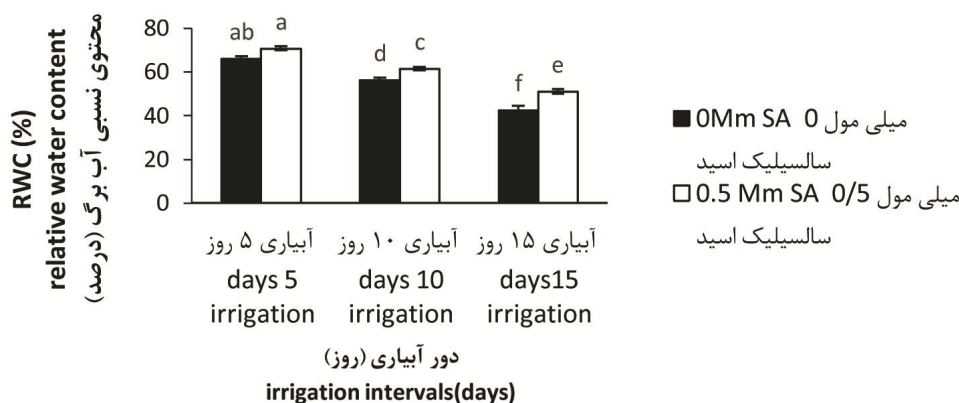 RWC (%)
relative water content
محتوی نسبی آب برگ (درصد)
80
60
40
20
0
ab
a
d
c
f
e
آبیاری ۵ روز
days 5
irrigation
آبیاری ۱۰ روز
days 10
irrigation
آبیاری ۱۵ روز
days15
irrigation
دور آبیاری (روز)
irrigation intervals(days)
0Mm SA 0 میلی مول
سالسیلیک اسید
0.5 Mm SA 0/5 میلی مول
سالسیلیک اسید